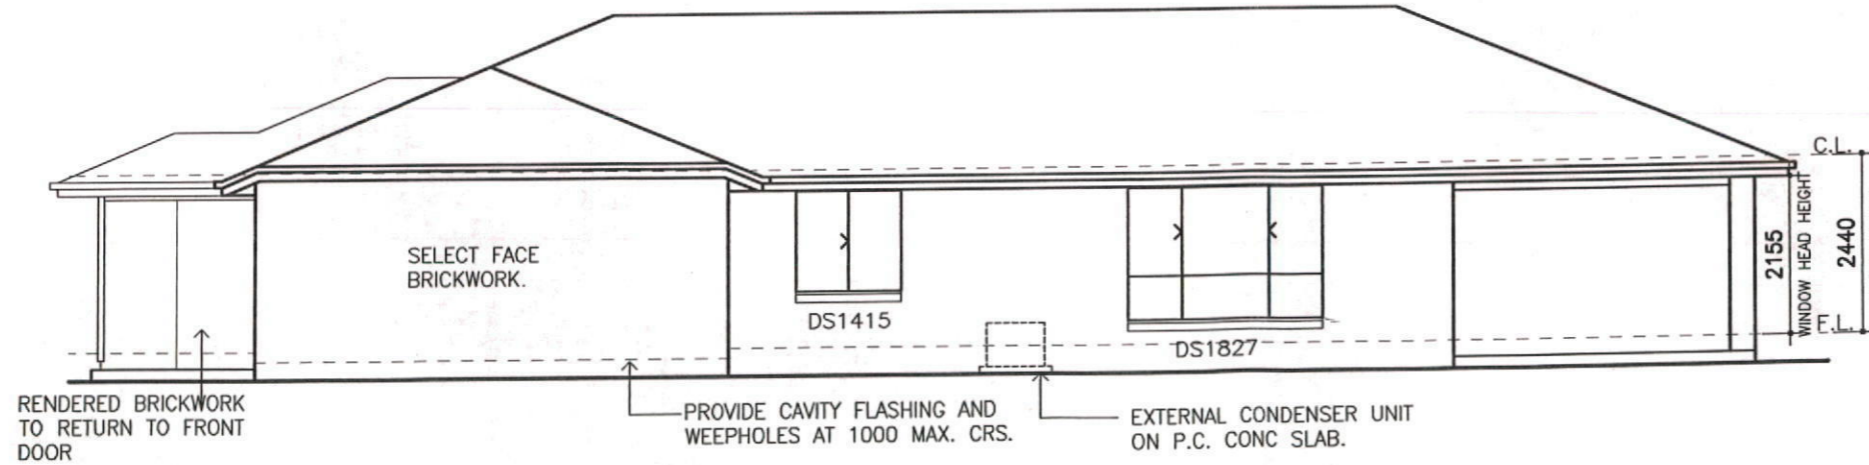 C.L.
SELECT FACE
BRICKWORK.
2155
WINDOW HEAD HEIGHT
2440
DS1415
F.L.
DS1827
RENDERED BRICKWORK
TO RETURN TO FRONT
DOOR
PROVIDE CAVITY FLASHING AND
WEEPHOLES AT 1000 MAX. CRS.
EXTERNAL CONDENSER UNIT
ON P.C. CONC SLAB.